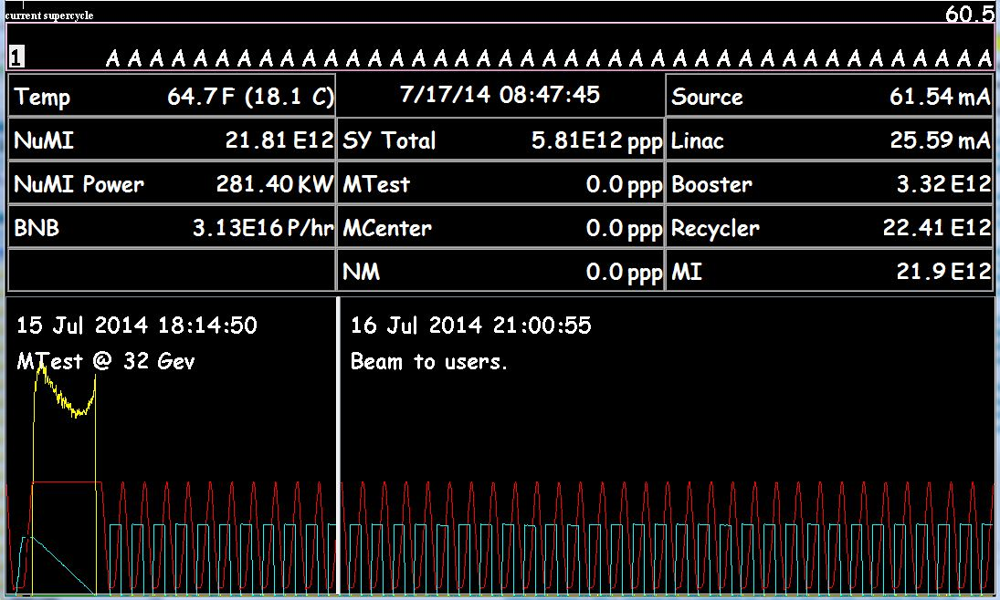 current supercycle 60.5
1 A A A A A A A A A A A A A A A A A A A A A A A A A A A A A A A A A A A A A A A A A
Temp 64.7 F (18.1 C) 7/17/14 08:47:45 Source 61.54 mA
NuMI 21.81 E12 SY Total 5.81E12 ppp Linac 25.59 mA
NuMI Power 281.40 KW MTest 0.0 ppp Booster 3.32 E12
BNB 3.13E16 P/hr MCenter 0.0 ppp Recycler 22.41 E12
NM 0.0 ppp MI 21.9 E12
15 Jul 2014 18:14:50 16 Jul 2014 21:00:55
MTest @ 32 Gev Beam to users.